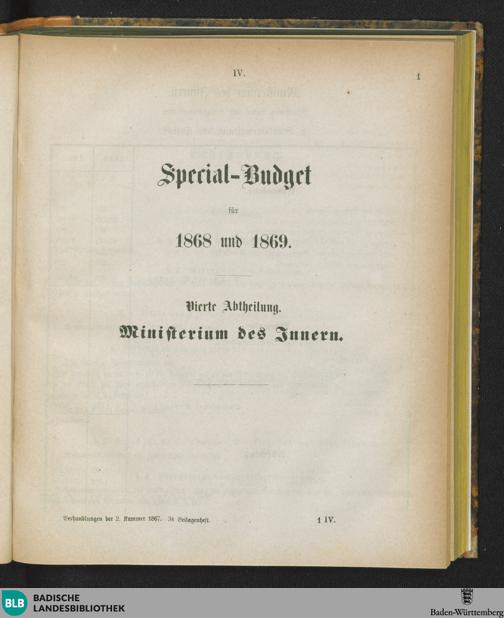 IV.
1
Special-Budget
für
1868 und 1869.
Vierte Abtheilung.
Ministerium des Innern.
Verhandlungen der 2. Kammer 1867. 3s Beilagenheft.
1 IV.
BLB
BADISCHE
LANDESBIBLIOTHEK
Baden-Württemberg